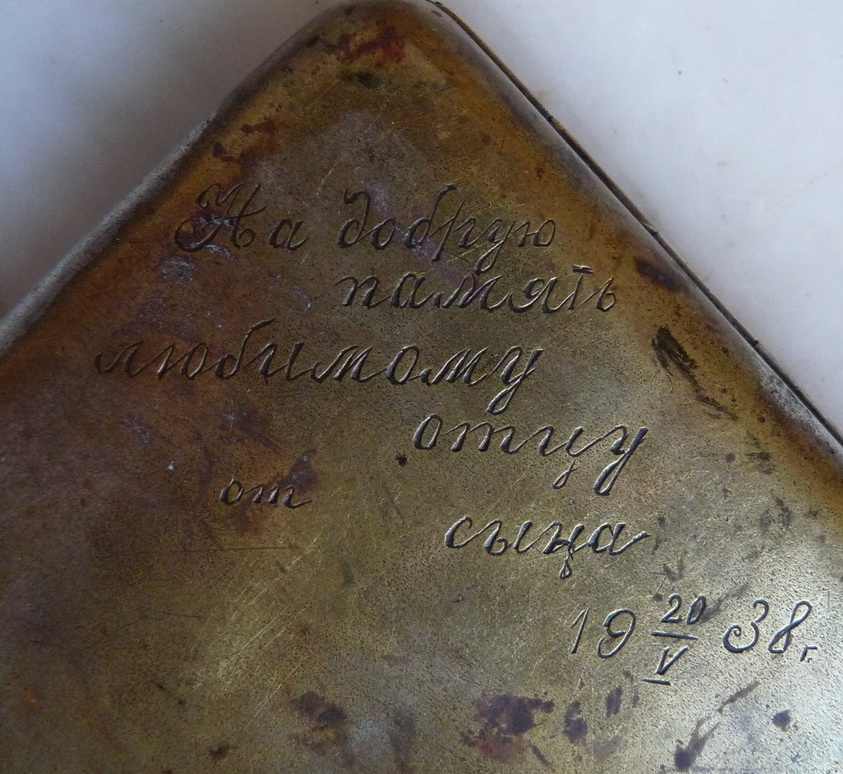 На добрую
память
любимому
отцу
от
сына
19 20/V 38 г.